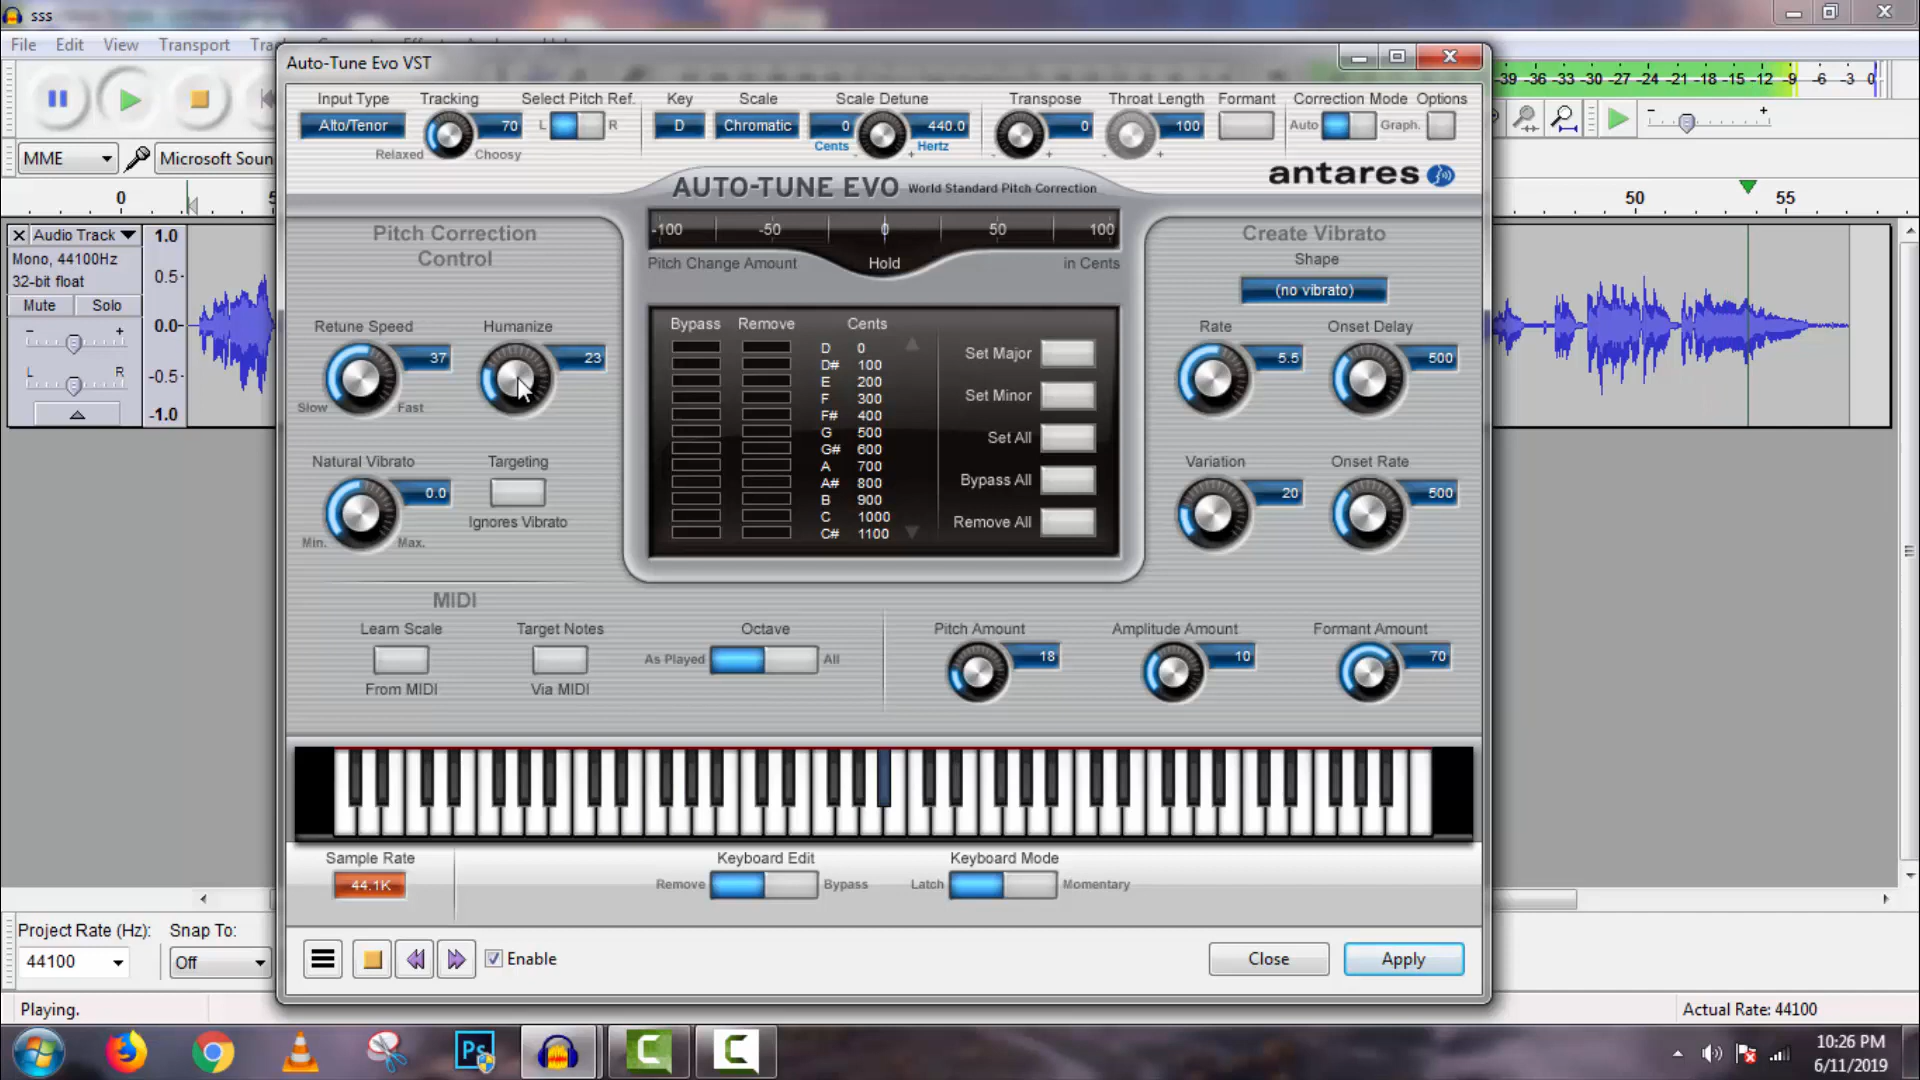 sss
File Edit View Transport
Auto-Tune Evo VST
Input Type Tracking Select Pitch Ref. Key Scale Scale Detune Transpose Throat Length Formant Correction Mode Options
Alto/Tenor 70 L R D Chromatic 0 440.0 0 100 Auto Graph.
Relaxed Choosy Cents - + Hertz - + - +
-39 -36 -33 -30 -27 -24 -21 -18 -15 -12 -9 -6 -3 0
- +
MME Microsoft Soun
antares
AUTO-TUNE EVO World Standard Pitch Correction
0 50 55
Audio Track
Mono, 44100Hz
32-bit float
Mute Solo
- +
L R
1.0
0.5-
0.0-
-0.5-
-1.0
Pitch Correction
Control
-100 -50 0 50 100
Pitch Change Amount Hold in Cents
Create Vibrato
Shape
(no vibrato)
Retune Speed Humanize
37 23
Slow Fast
Natural Vibrato Targeting
0.0
Ignores Vibrato
Min. Max.
Bypass Remove Cents
D 0
D# 100
E 200
F 300
F# 400
G 500
G# 600
A 700
A# 800
B 900
C 1000
C# 1100
Set Major
Set Minor
Set All
Bypass All
Remove All
Rate Onset Delay
5.5 500
Variation Onset Rate
20 500
MIDI
Learn Scale Target Notes Octave
As Played All
From MIDI Via MIDI
Pitch Amount Amplitude Amount Formant Amount
18 10 70
Sample Rate Keyboard Edit Keyboard Mode
44.1K Remove Bypass Latch Momentary
Project Rate (Hz): Snap To:
44100 Off
Enable Close Apply
Playing. Actual Rate: 44100
Ps
10:26 PM
6/11/2019